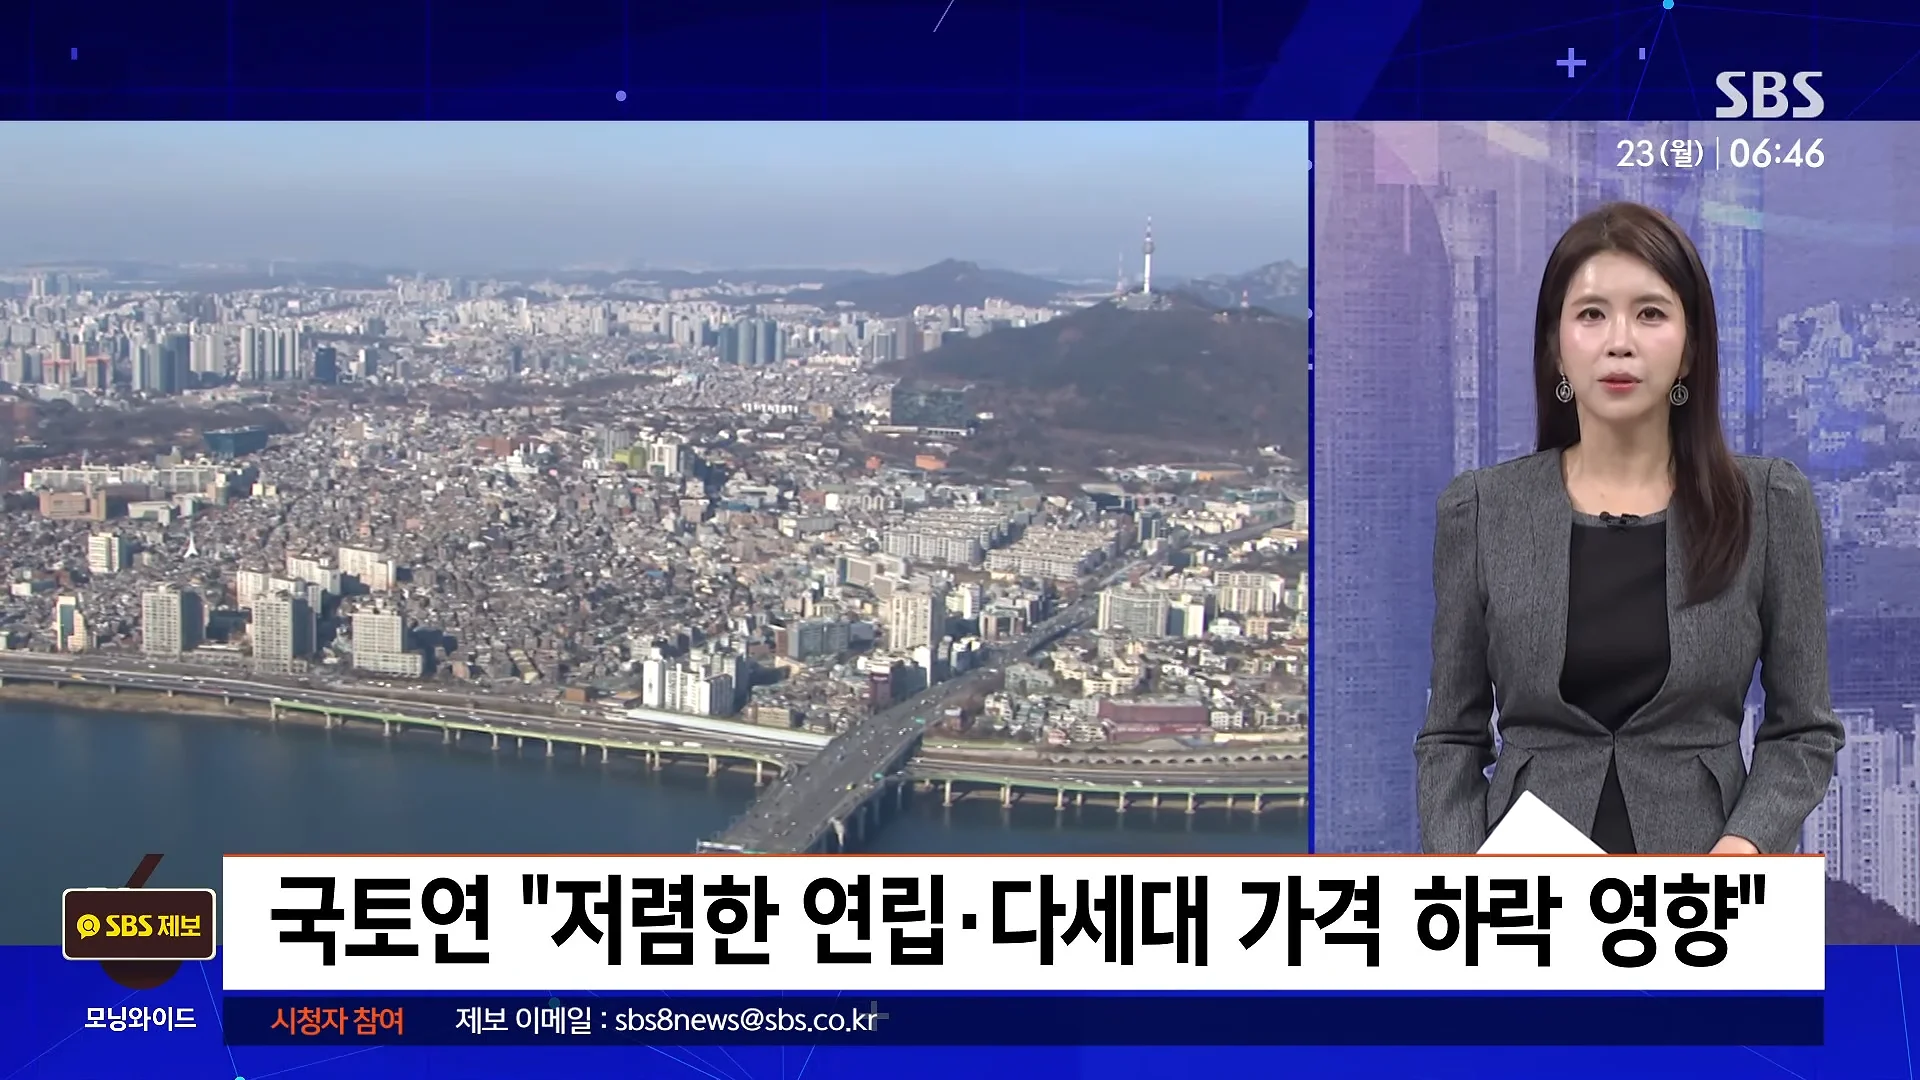 SBS
23(월) | 06:46
국토연 "저렴한 연립·다세대 가격 하락 영향"
SBS 제보
모닝와이드
시청자 참여 제보 이메일 : sbs8news@sbs.co.kr